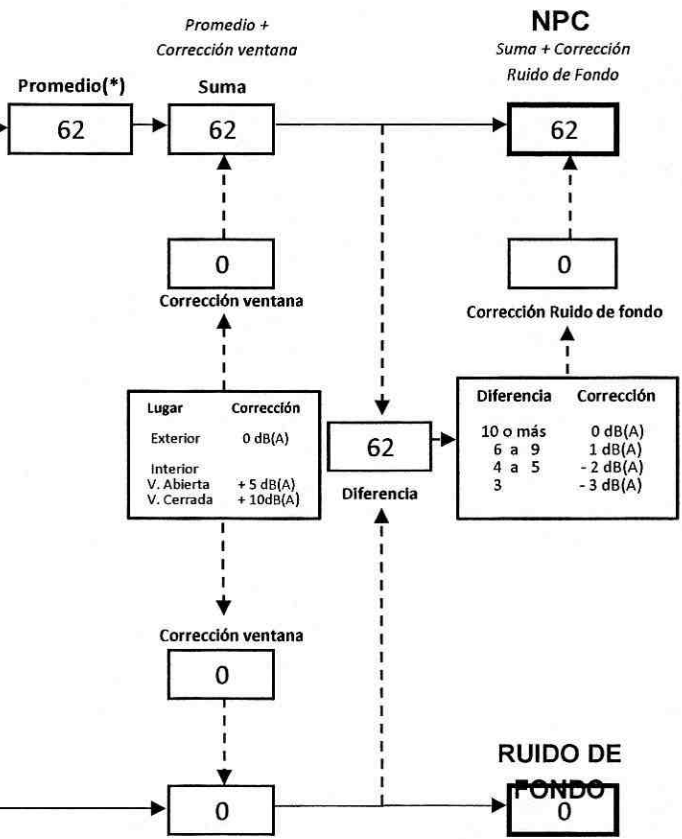 NPC
Promedio +
Corrección ventana
Suma + Corrección
Ruido de Fondo
Promedio(*)
Suma
62
62
62
0
0
Corrección ventana
Corrección Ruido de fondo
Lugar Corrección
Exterior 0 dB(A)
Interior
V. Abierta + 5 dB(A)
V. Cerrada + 10dB(A)
62
Diferencia
Diferencia Corrección
10 o más 0 dB(A)
6 a 9 1 dB(A)
4 a 5 - 2 dB(A)
3 - 3 dB(A)
Corrección ventana
0
RUIDO DE
FONDO
0
0